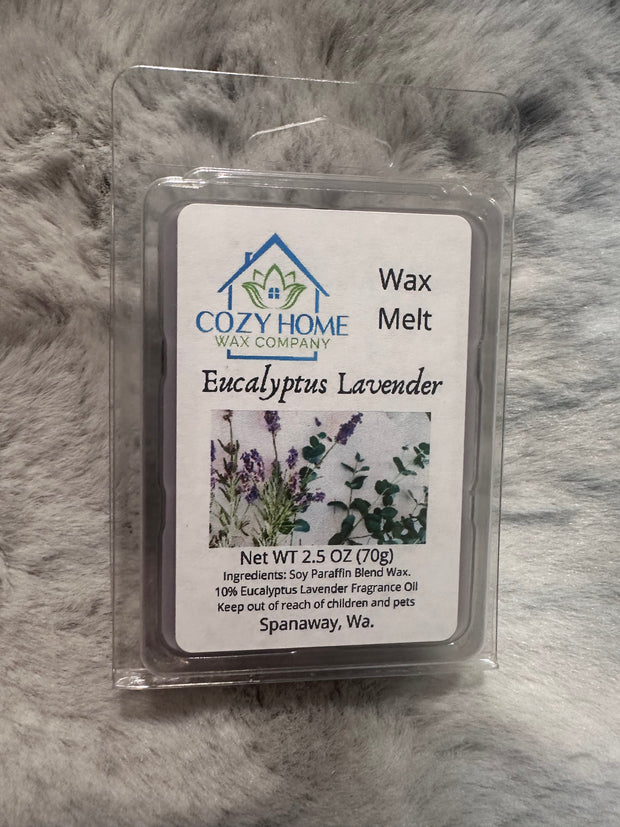 COZY HOME
WAX COMPANY
Wax
Melt
Eucalyptus Lavender
Net WT 2.5 OZ (70g)
Ingredients: Soy Paraffin Blend Wax.
10% Eucalyptus Lavender Fragrance Oil
Keep out of reach of children and pets
Spanaway, Wa.